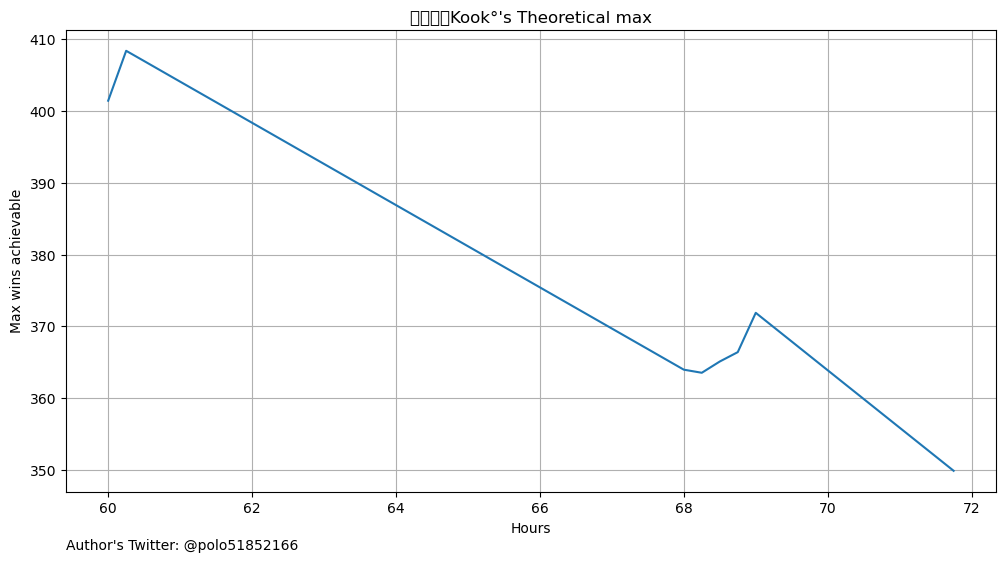 Kook°'s Theoretical max
410
400
390
380
370
360
350
Max wins achievable
60 62 64 66 68 70 72
Hours
Author's Twitter: @polo51852166